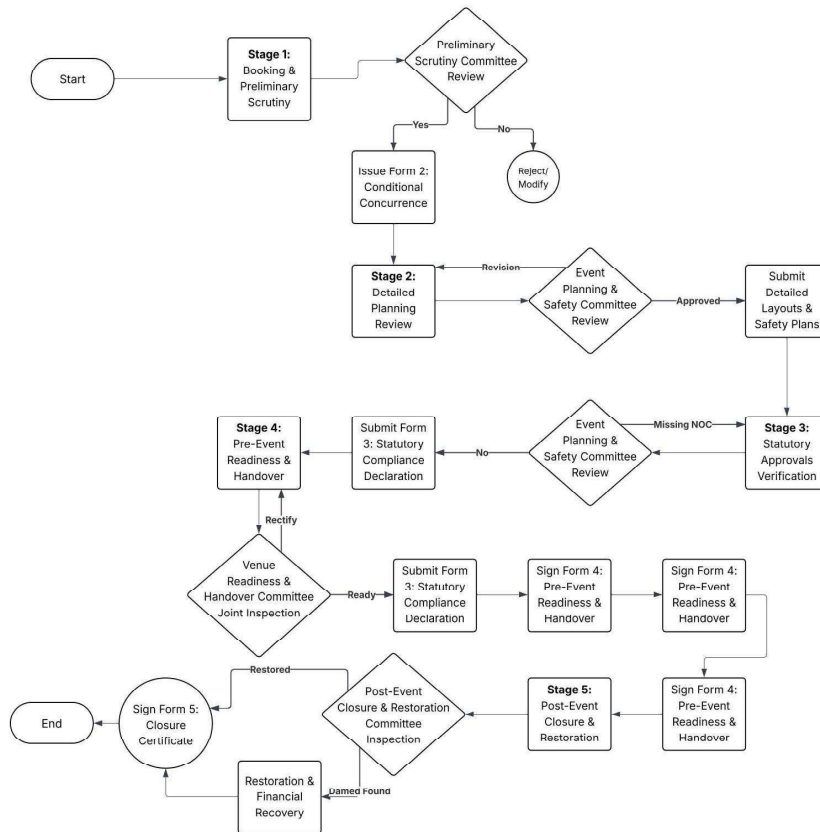 Start
Stage 1:
Booking &
Preliminary
Scrutiny
Preliminary
Scrutiny Committee
Review
Yes
No
Issue Form 2:
Conditional
Concurrence
Reject/
Modify
Stage 2:
Detailed
Planning
Review
Revision
Event
Planning &
Safety Committee
Review
Approved
Submit
Detailed
Layouts &
Safety Plans
Stage 3:
Statutory
Approvals
Verification
Missing NOC
Event
Planning &
Safety Committee
Review
No
Submit Form
3: Statutory
Compliance
Declaration
Stage 4:
Pre-Event
Readiness &
Handover
Rectify
Venue
Readiness &
Handover Committee
Joint Inspection
Ready
Submit Form
3: Statutory
Compliance
Declaration
Sign Form 4:
Pre-Event
Readiness &
Handover
Sign Form 4:
Pre-Event
Readiness &
Handover
Sign Form 4:
Pre-Event
Readiness &
Handover
Stage 5:
Post-Event
Closure &
Restoration
Post-Event
Closure & Restoration
Committee
Inspection
Restored
Damed Found
Restoration &
Financial
Recovery
Sign Form 5:
Closure
Certificate
End